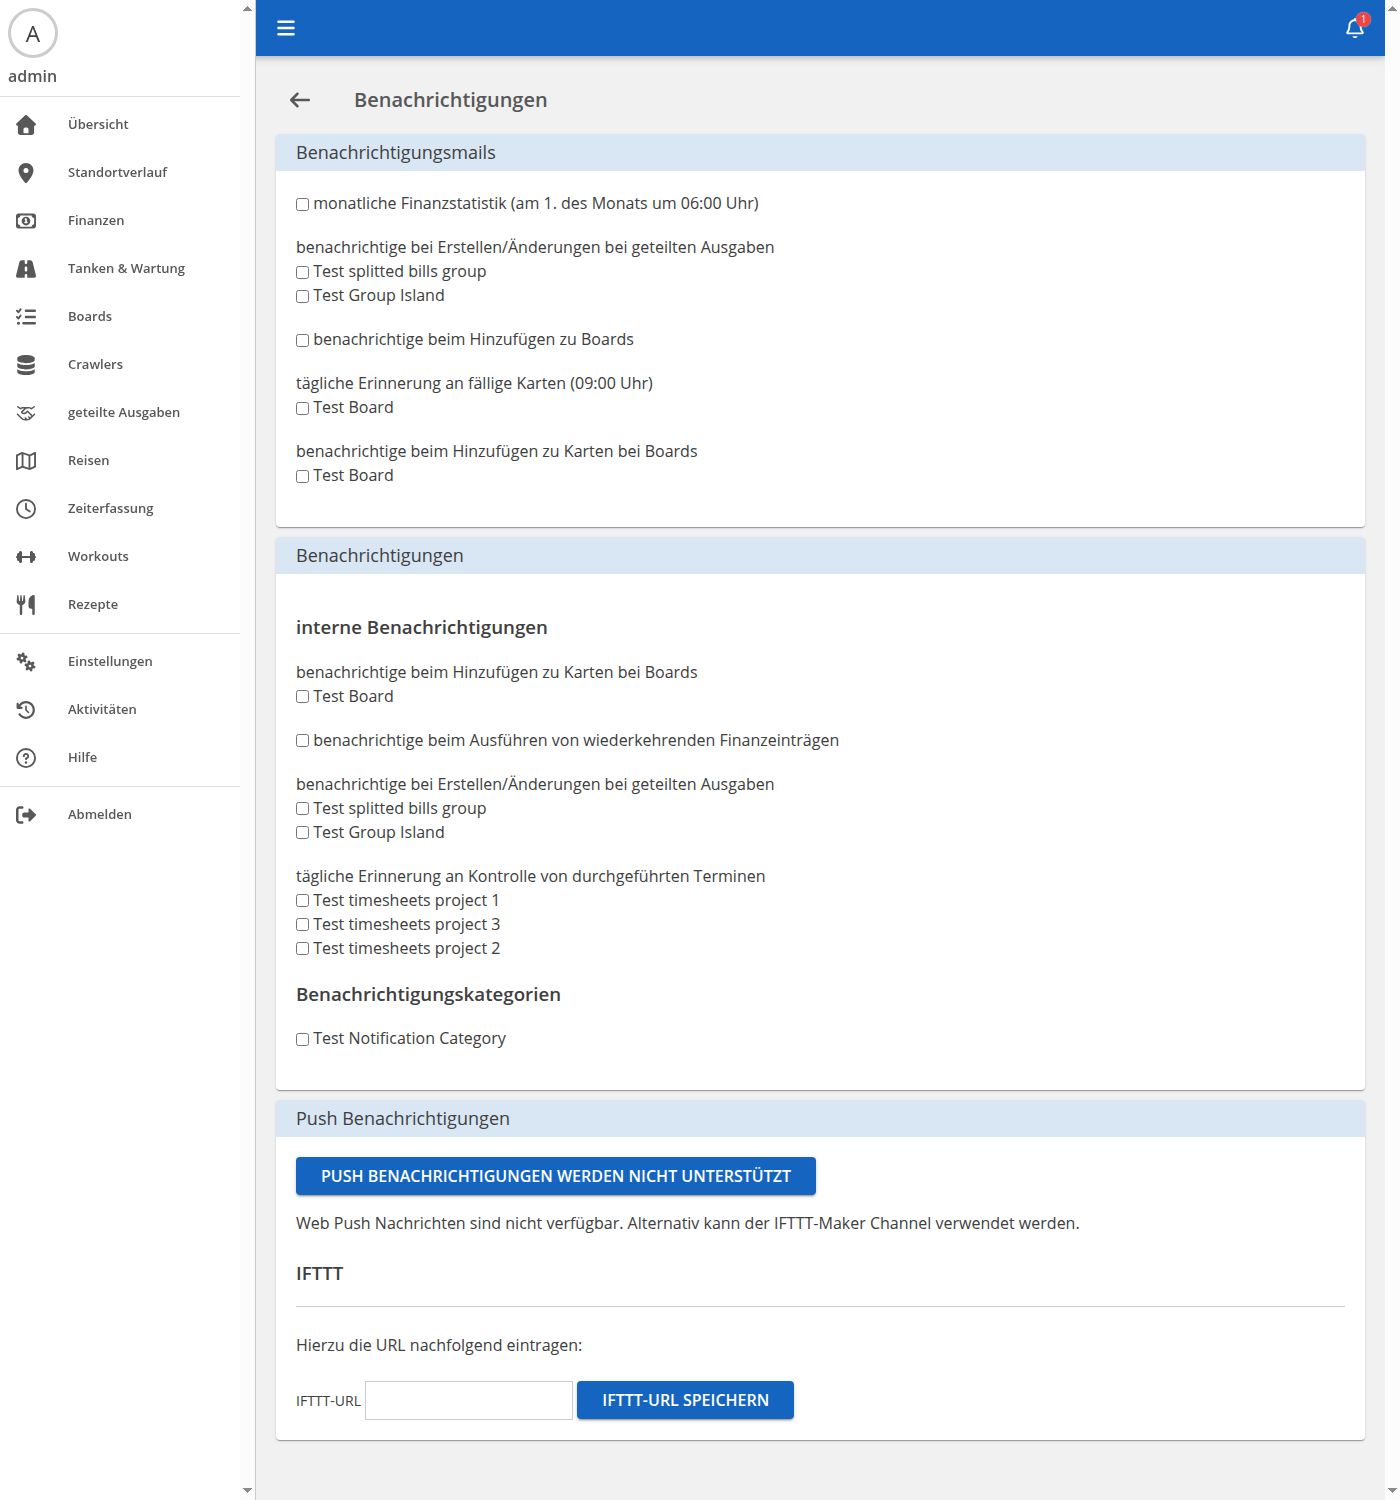 A
admin
Übersicht
Standortverlauf
Finanzen
Tanken & Wartung
Boards
Crawlers
geteilte Ausgaben
Reisen
Zeiterfassung
Workouts
Rezepte
Einstellungen
Aktivitäten
Hilfe
Abmelden
1
Benachrichtigungen
Benachrichtigungsmails
monatliche Finanzstatistik (am 1. des Monats um 06:00 Uhr)
benachrichtige bei Erstellen/Änderungen bei geteilten Ausgaben
Test splitted bills group
Test Group Island
benachrichtige beim Hinzufügen zu Boards
tägliche Erinnerung an fällige Karten (09:00 Uhr)
Test Board
benachrichtige beim Hinzufügen zu Karten bei Boards
Test Board
Benachrichtigungen
interne Benachrichtigungen
benachrichtige beim Hinzufügen zu Karten bei Boards
Test Board
benachrichtige beim Ausführen von wiederkehrenden Finanzeinträgen
benachrichtige bei Erstellen/Änderungen bei geteilten Ausgaben
Test splitted bills group
Test Group Island
tägliche Erinnerung an Kontrolle von durchgeführten Terminen
Test timesheets project 1
Test timesheets project 3
Test timesheets project 2
Benachrichtigungskategorien
Test Notification Category
Push Benachrichtigungen
PUSH BENACHRICHTIGUNGEN WERDEN NICHT UNTERSTÜTZT
Web Push Nachrichten sind nicht verfügbar. Alternativ kann der IFTTT-Maker Channel verwendet werden.
IFTTT
Hierzu die URL nachfolgend eintragen:
IFTTT-URL
IFTTT-URL SPEICHERN